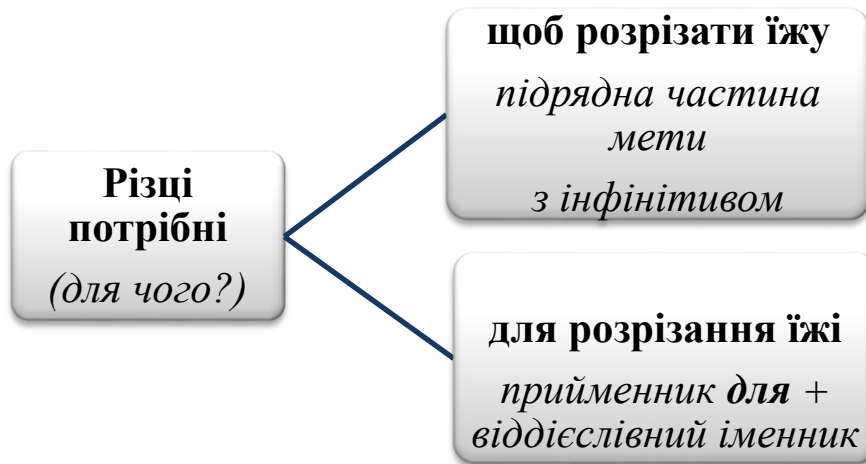 Різці
потрібні
(для чого?)
щоб розрізати їжу
підрядна частина
мети
з інфінітивом
для розрізання їжі
прийменник для +
віддієслівний іменник